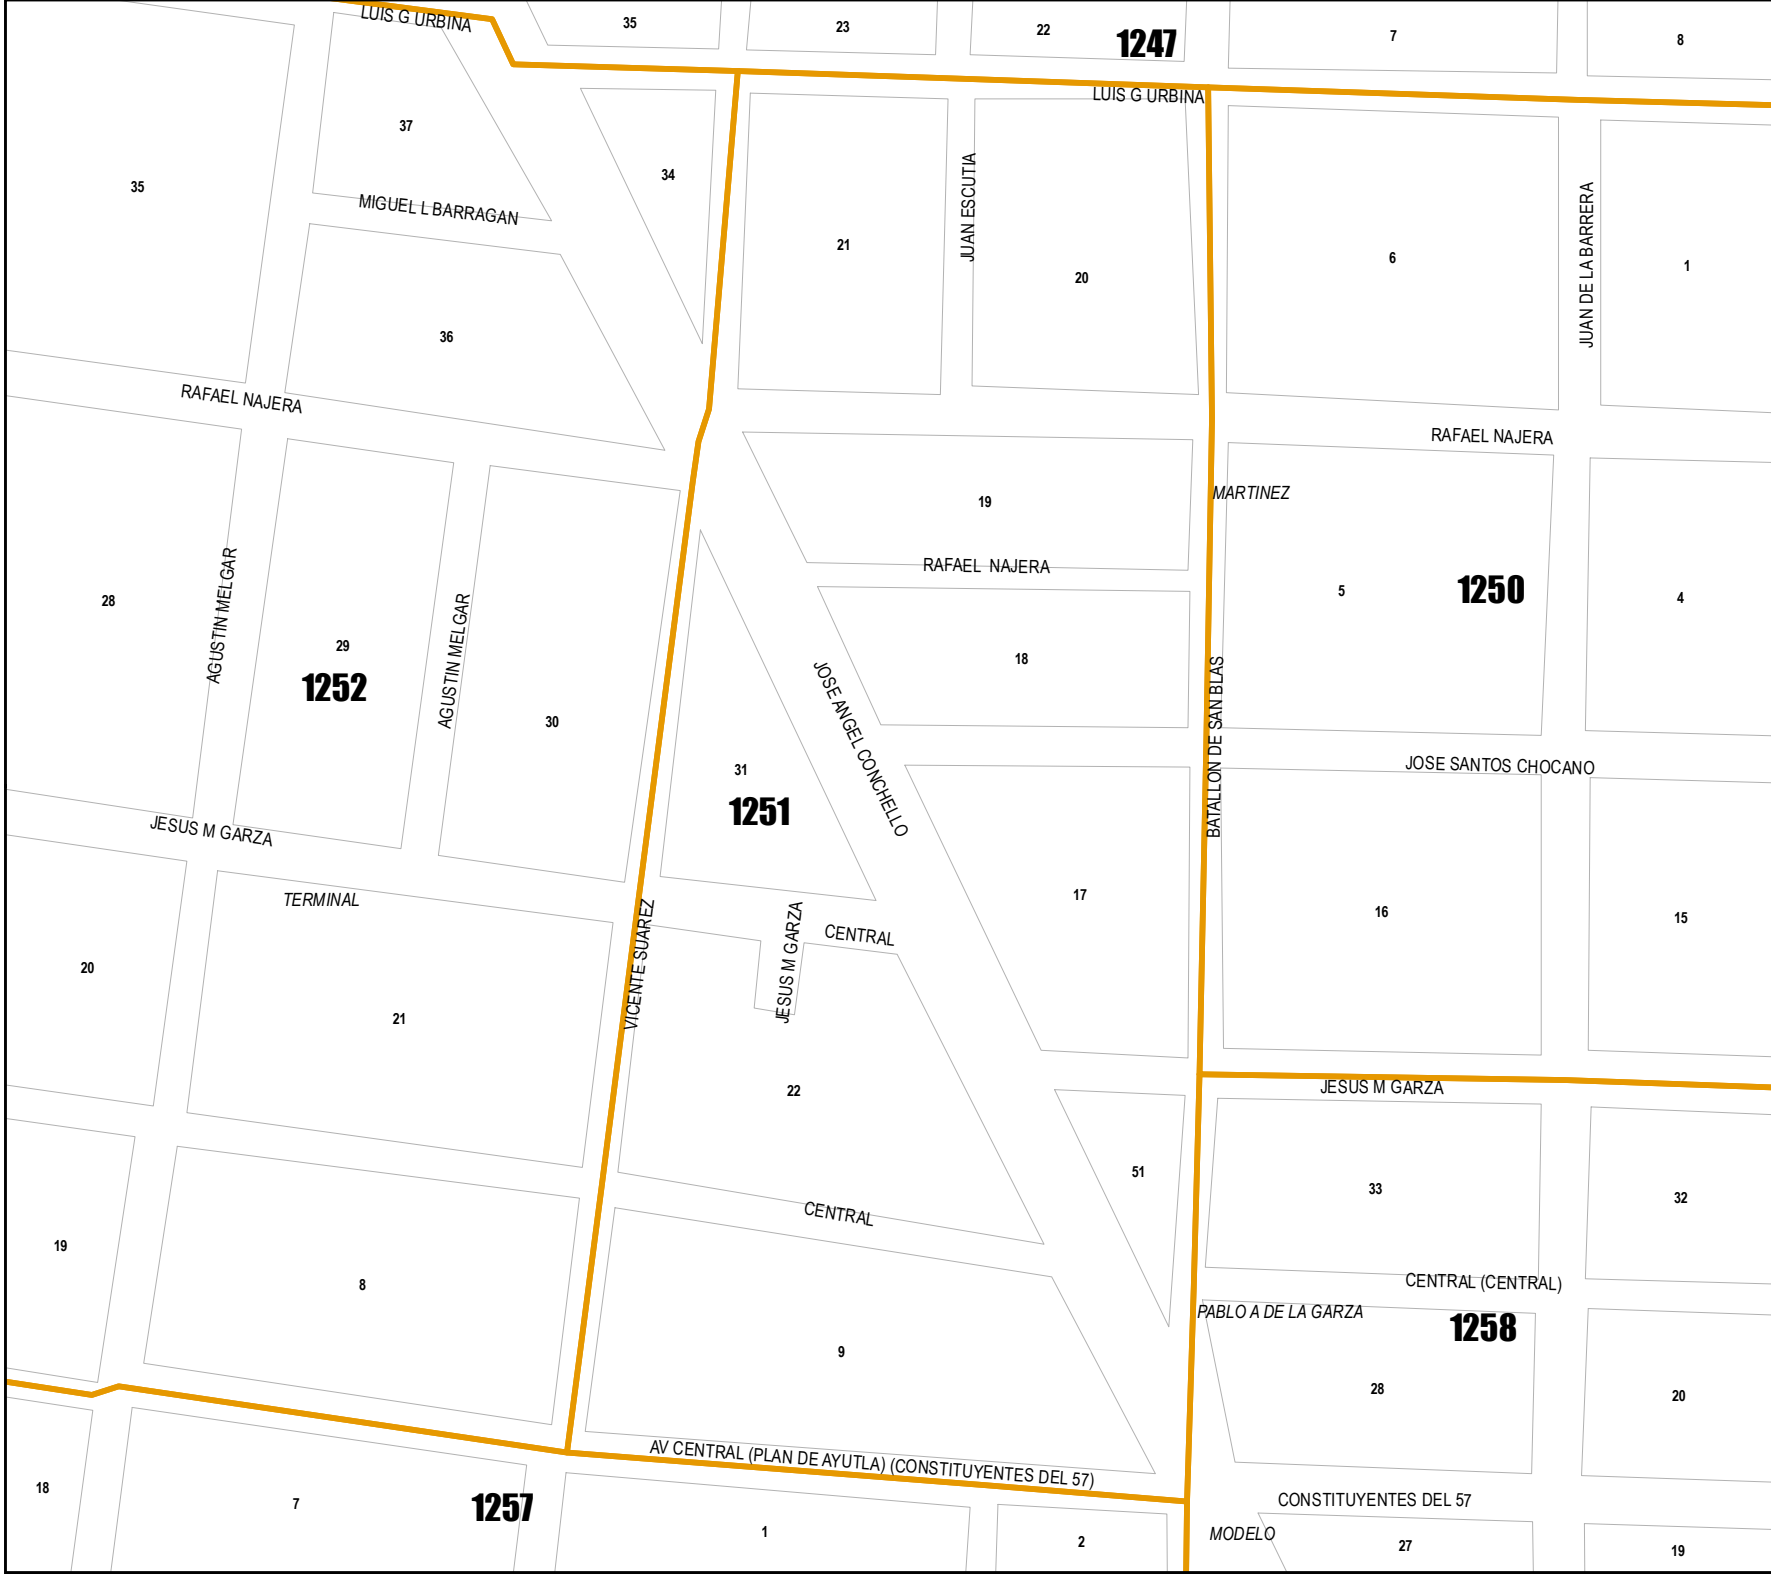 LUIS G URBINA
35
23
22
1247
7
8
LUIS G URBINA
37
34
35
MIGUEL L BARRAGAN
21
JUAN ESCUTIA
20
6
JUAN DE LA BARRERA
1
36
RAFAEL NAJERA
RAFAEL NAJERA
19
MARTINEZ
RAFAEL NAJERA
28
AGUSTIN MELGAR
29
1252
AGUSTIN MELGAR
30
18
5
1250
4
JOSE ANGEL CONCHELLO
BATALLON DE SAN BLAS
JOSE SANTOS CHOCANO
31
1251
JESUS M GARZA
TERMINAL
17
16
15
VICENTE SUAREZ
JESUS M GARZA
CENTRAL
20
21
22
JESUS M GARZA
51
33
32
CENTRAL
19
8
CENTRAL (CENTRAL)
PABLO A DE LA GARZA
1258
9
28
20
AV CENTRAL (PLAN DE AYUTLA) (CONSTITUYENTES DEL 57)
18
7
1257
1
2
CONSTITUYENTES DEL 57
MODELO
27
19